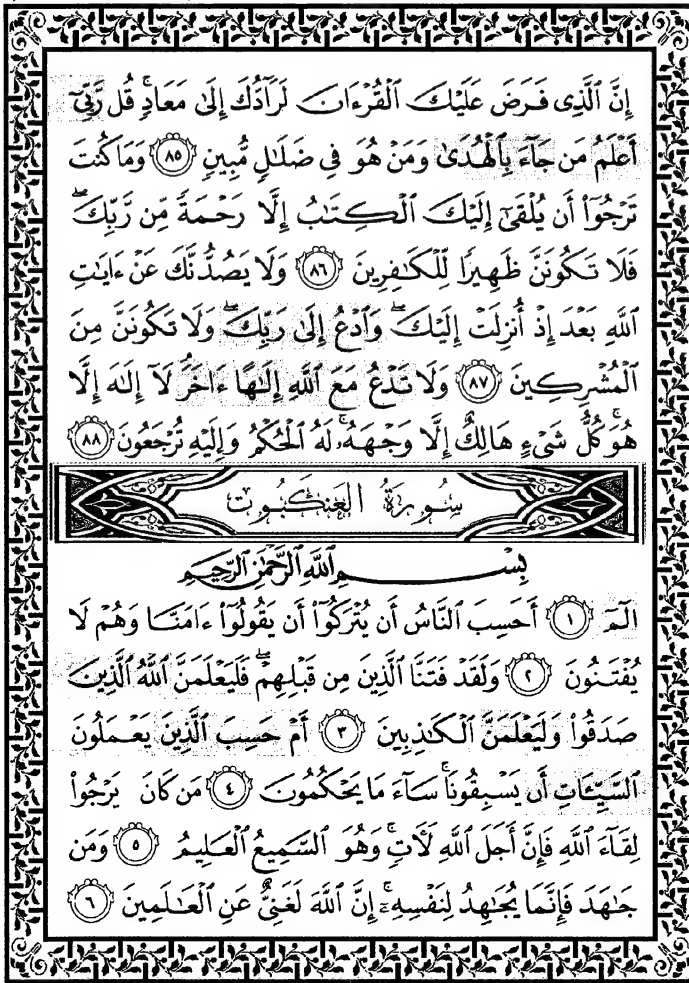 إِنَّ ٱلَّذِى فَرَضَ عَلَيْكَ ٱلْقُرْءَانَ لَرَآدُّكَ إِلَىٰ مَعَادٍ ۚ قُل رَّبِّىٓ
أَعْلَمُ مَن جَآءَ بِٱلْهُدَىٰ وَمَنْ هُوَ فِى ضَلَٰلٍ مُّبِينٍ ٨٥ وَمَا كُنتَ
تَرْجُوٓا۟ أَن يُلْقَىٰٓ إِلَيْكَ ٱلْكِتَٰبُ إِلَّا رَحْمَةً مِّن رَّبِّكَ ۖ
فَلَا تَكُونَنَّ ظَهِيرًا لِّلْكَٰفِرِينَ ٨٦ وَلَا يَصُدُّنَّكَ عَنْ ءَايَٰتِ
ٱللَّهِ بَعْدَ إِذْ أُنزِلَتْ إِلَيْكَ ۖ وَٱدْعُ إِلَىٰ رَبِّكَ ۖ وَلَا تَكُونَنَّ مِنَ
ٱلْمُشْرِكِينَ ٨٧ وَلَا تَدْعُ مَعَ ٱللَّهِ إِلَٰهًا ءَاخَرَ ۘ لَآ إِلَٰهَ إِلَّا
هُوَ ۚ كُلُّ شَىْءٍ هَالِكٌ إِلَّا وَجْهَهُۥ ۚ لَهُ ٱلْحُكْمُ وَإِلَيْهِ تُرْجَعُونَ ٨٨
سُورَةُ العَنكَبُوت
بِسْمِ ٱللَّهِ ٱلرَّحْمَٰنِ ٱلرَّحِيمِ
الٓمٓ ١ أَحَسِبَ ٱلنَّاسُ أَن يُتْرَكُوٓا۟ أَن يَقُولُوٓا۟ ءَامَنَّا وَهُمْ لَا
يُفْتَنُونَ ٢ وَلَقَدْ فَتَنَّا ٱلَّذِينَ مِن قَبْلِهِمْ ۖ فَلَيَعْلَمَنَّ ٱللَّهُ ٱلَّذِينَ
صَدَقُوا۟ وَلَيَعْلَمَنَّ ٱلْكَٰذِبِينَ ٣ أَمْ حَسِبَ ٱلَّذِينَ يَعْمَلُونَ
ٱلسَّيِّـَٔاتِ أَن يَسْبِقُونَا ۚ سَآءَ مَا يَحْكُمُونَ ٤ مَن كَانَ يَرْجُوا۟
لِقَآءَ ٱللَّهِ فَإِنَّ أَجَلَ ٱللَّهِ لَءَاتٍ ۚ وَهُوَ ٱلسَّمِيعُ ٱلْعَلِيمُ ٥ وَمَن
جَٰهَدَ فَإِنَّمَا يُجَٰهِدُ لِنَفْسِهِۦٓ ۚ إِنَّ ٱللَّهَ لَغَنِىٌّ عَنِ ٱلْعَٰلَمِينَ ٦